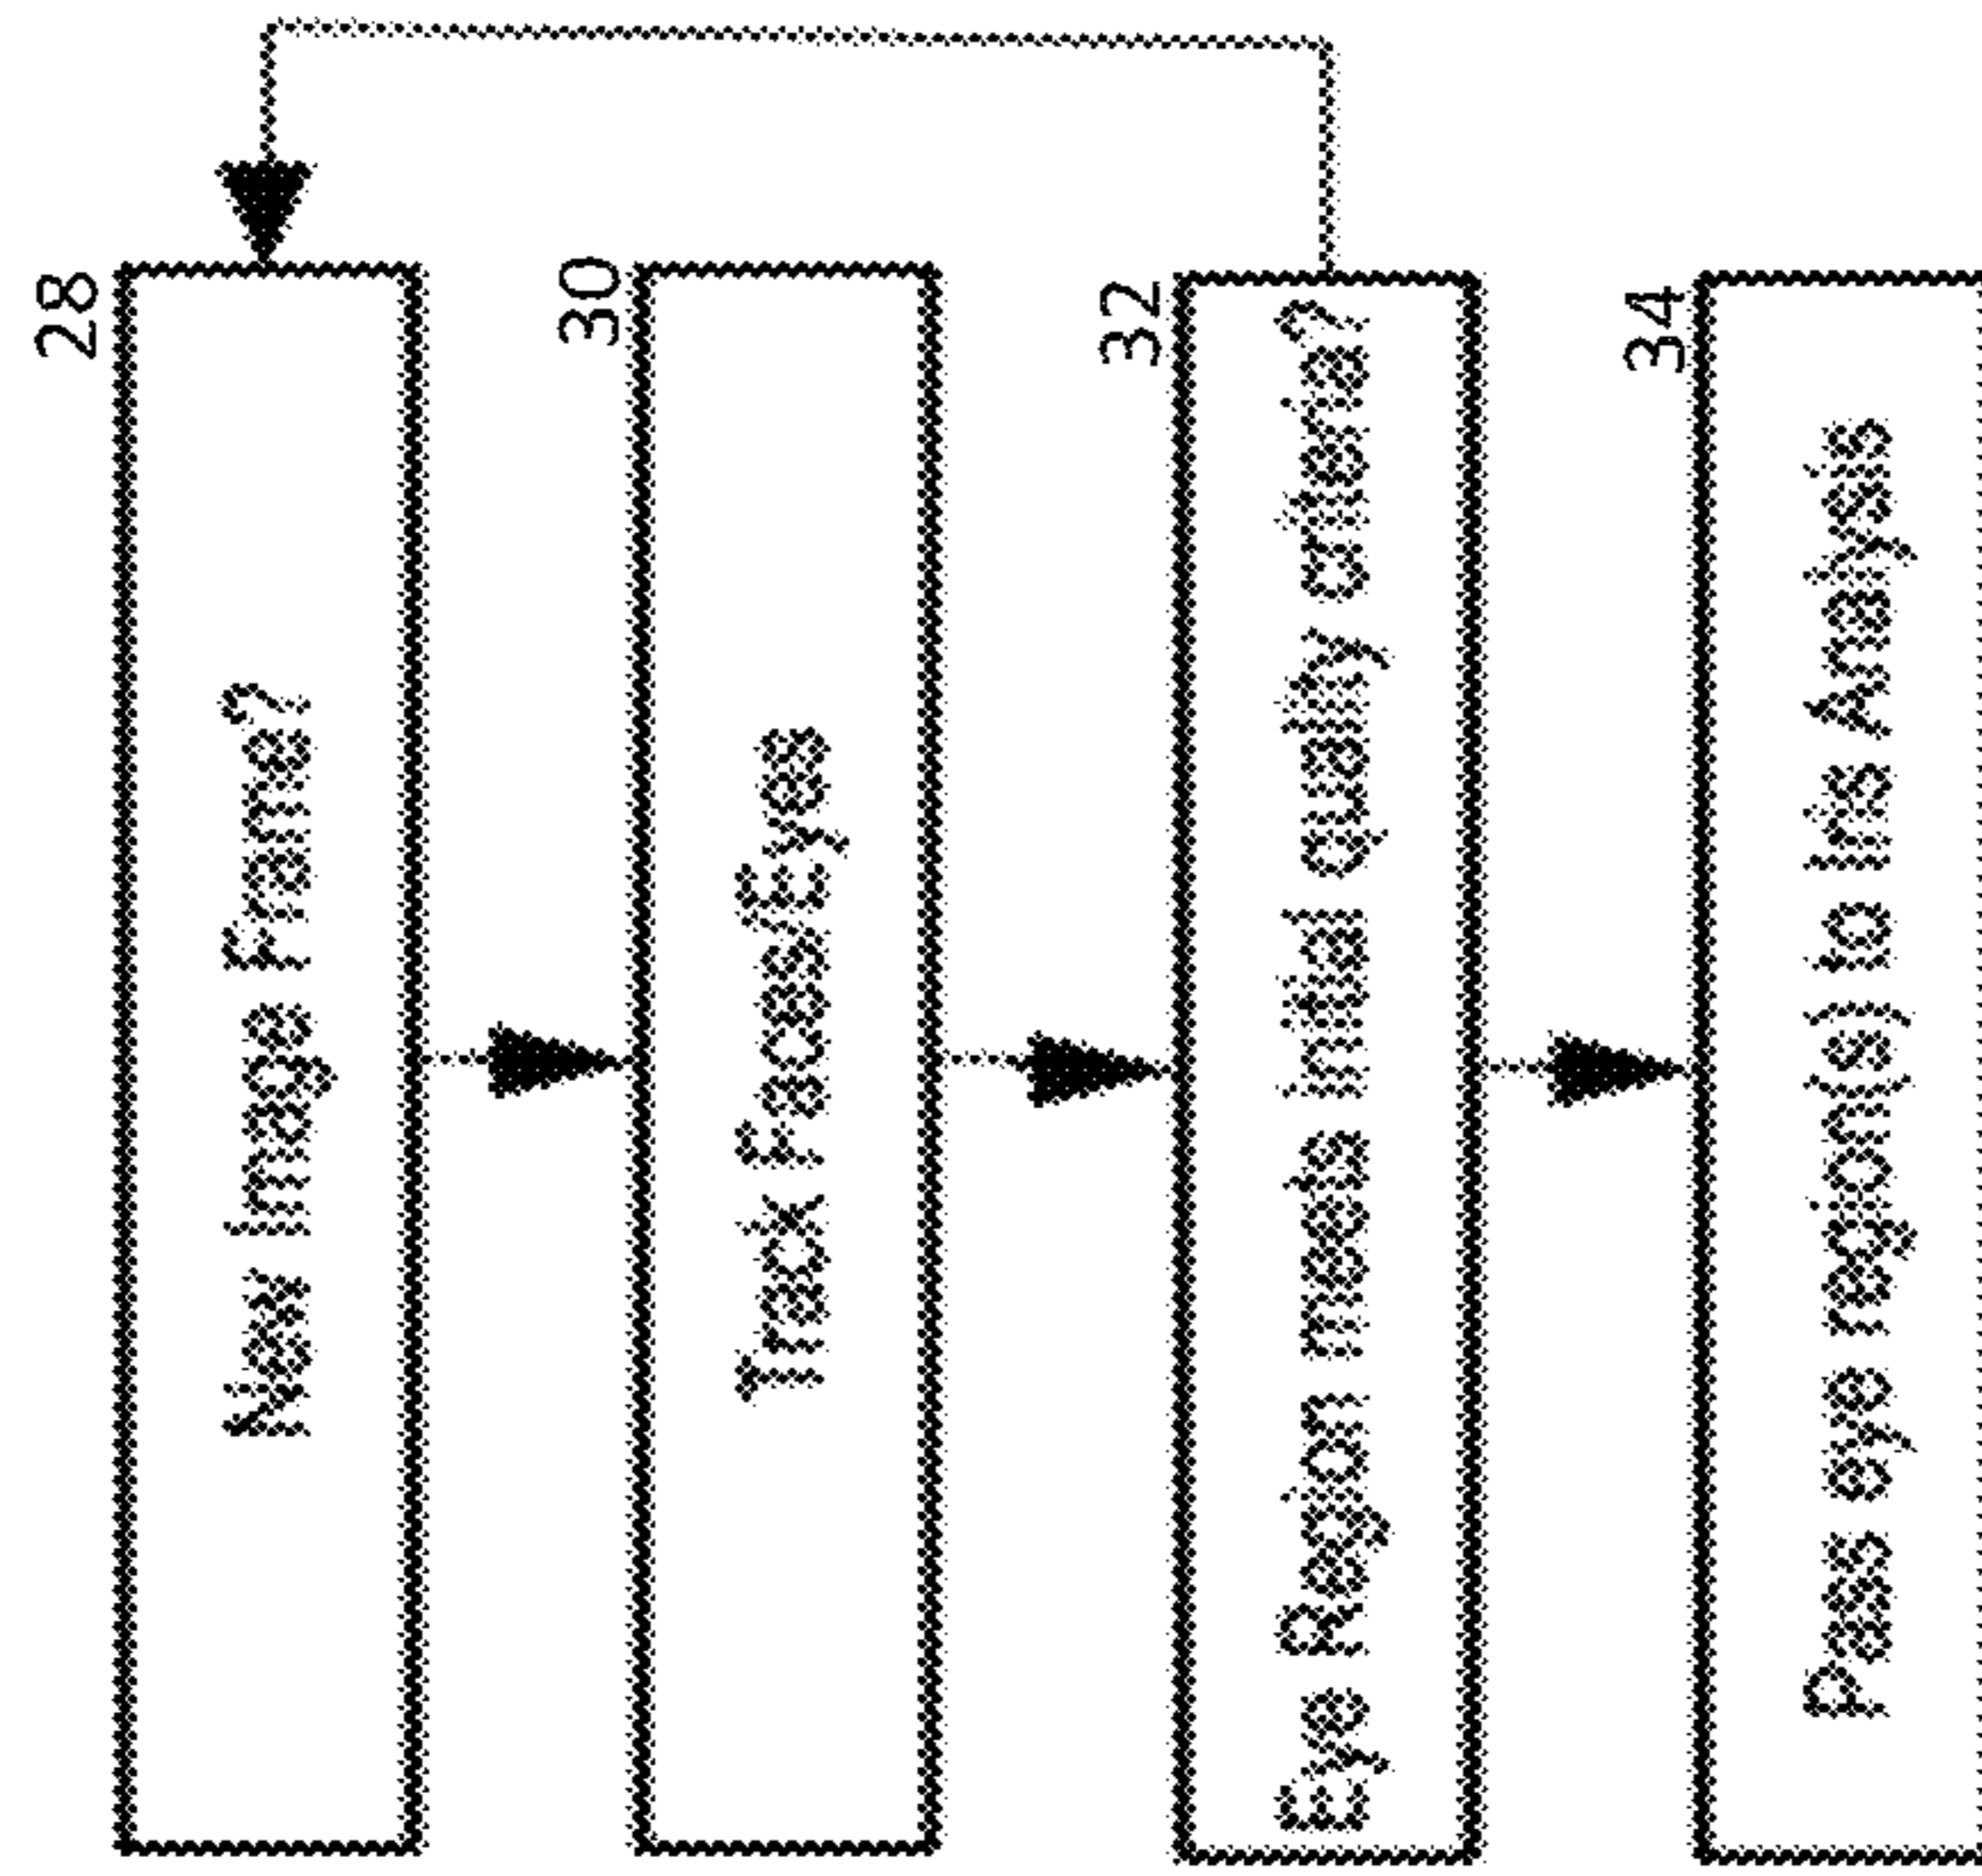 28
New Image Frame?
30
Track Faces/Eyes
32
Eye Region meets initial quality criteria?
34
Pass eye region(s) to Iris Analysis